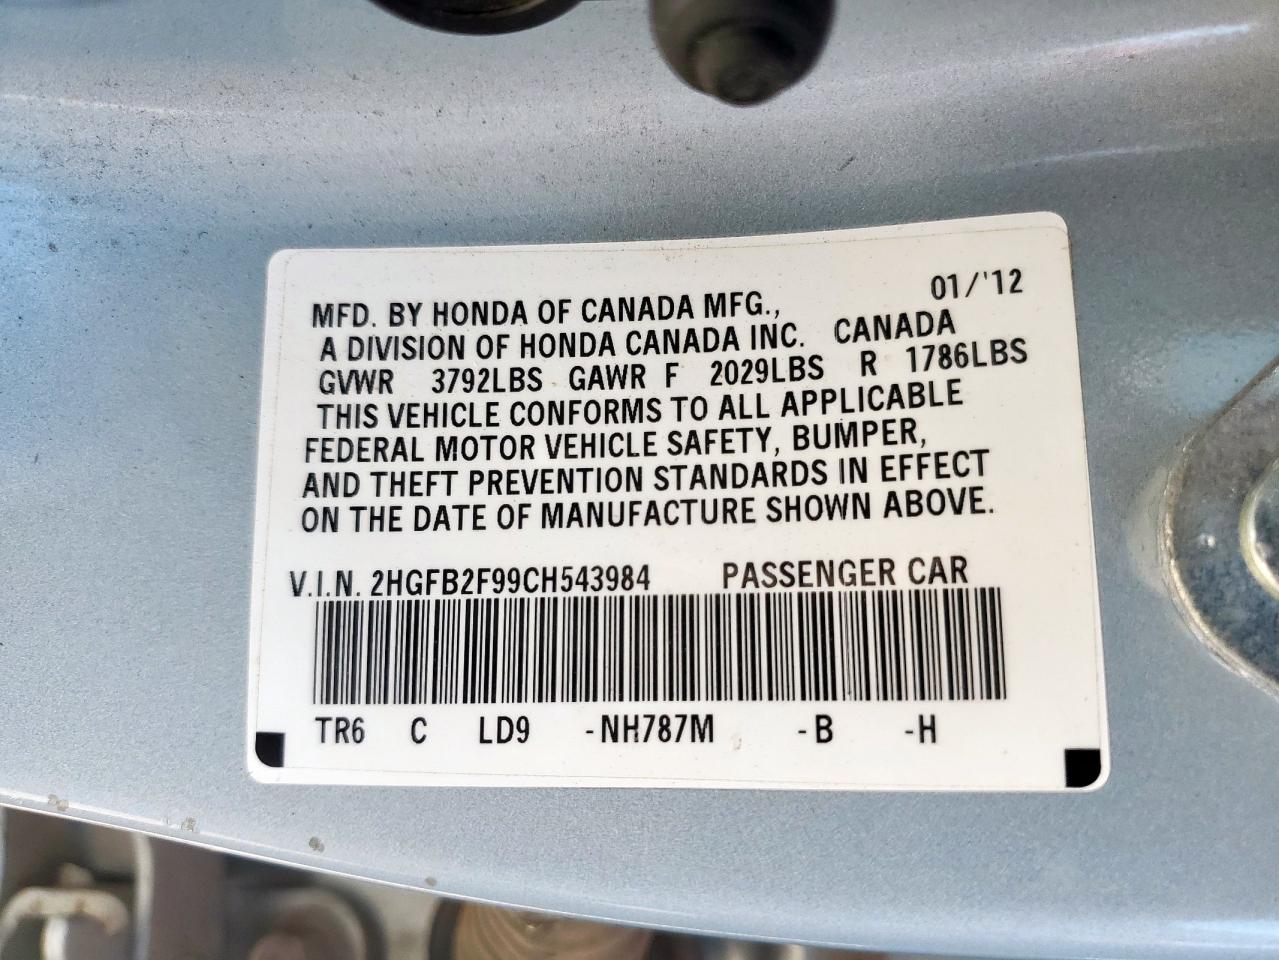 01/'12
MFD. BY HONDA OF CANADA MFG.,
A DIVISION OF HONDA CANADA INC. CANADA
GVWR 3792LBS GAWR F 2029LBS R 1786LBS
THIS VEHICLE CONFORMS TO ALL APPLICABLE
FEDERAL MOTOR VEHICLE SAFETY, BUMPER,
AND THEFT PREVENTION STANDARDS IN EFFECT
ON THE DATE OF MANUFACTURE SHOWN ABOVE.
V.I.N. 2HGFB2F99CH543984 PASSENGER CAR
TR6 C LD9 -NH787M -B -H